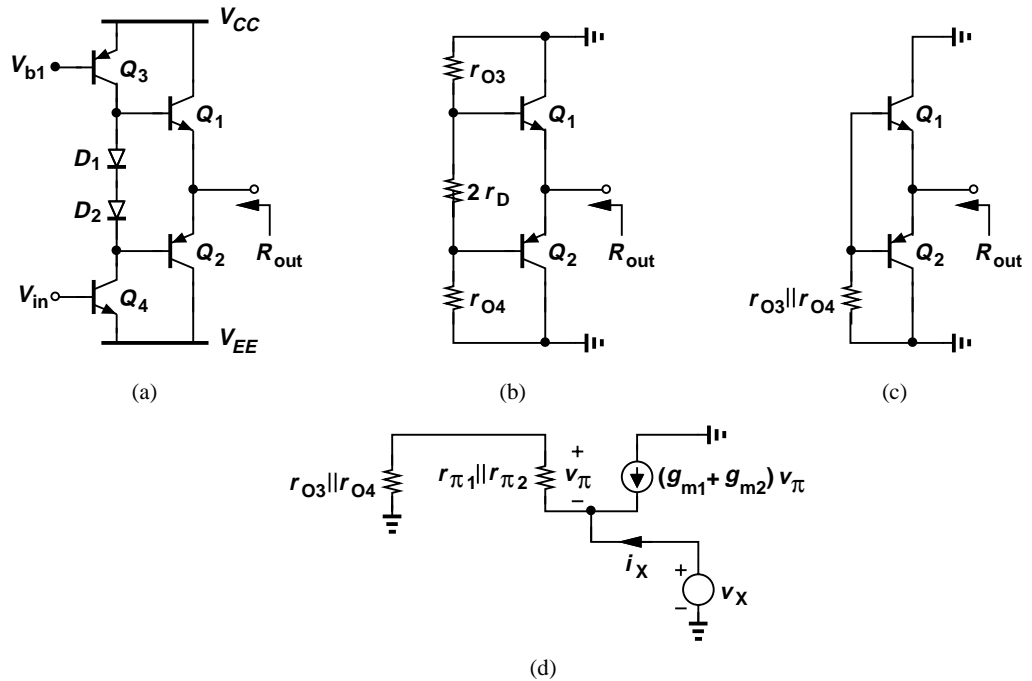 V_CC
V_b1
Q_3
Q_1
D_1
D_2
R_out
Q_2
V_in
Q_4
V_EE
(a)
r_O3
Q_1
2 r_D
R_out
Q_2
r_O4
(b)
Q_1
R_out
Q_2
r_O3||r_O4
(c)
r_O3||r_O4
r_π1||r_π2
+
v_π
−
(g_m1+ g_m2) v_π
i_X
+
v_X
−
(d)